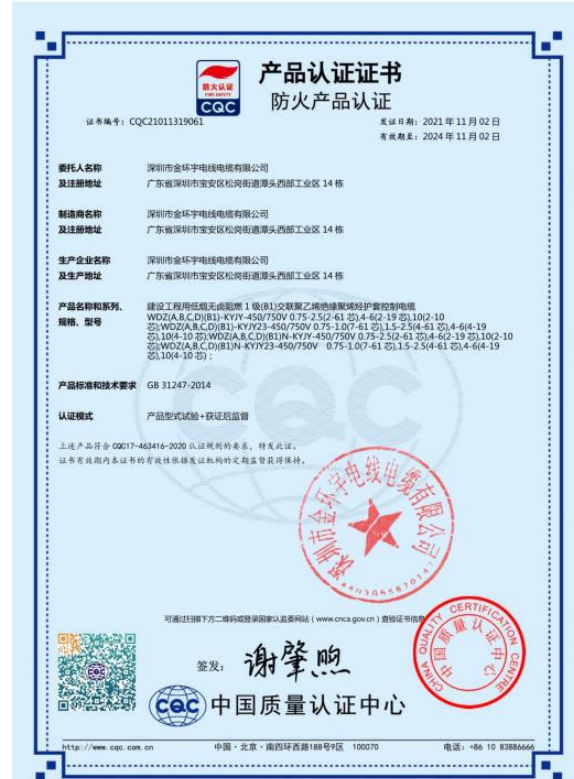 防火认证
FIRE SAFETY
CQC
产品认证证书
防火产品认证
证书编号：CQC21011319061
发证日期：2021 年 11 月 02 日
有效期至：2024 年 11 月 02 日
委托人名称 深圳市金环宇电线电缆有限公司
及注册地址 广东省深圳市宝安区松岗街道潭头西部工业区 14 栋
制造商名称 深圳市金环宇电线电缆有限公司
及注册地址 广东省深圳市宝安区松岗街道潭头西部工业区 14 栋
生产企业名称 深圳市金环宇电线电缆有限公司
及生产地址 广东省深圳市宝安区松岗街道潭头西部工业区 14 栋
产品名称和系列、 建设工程用低烟无卤阻燃 1 级(B1)交联聚乙烯绝缘聚烯烃护套控制电缆
规格、型号 WDZ(A,B,C,D)(B1)-KYJY-450/750V 0.75-2.5(2-61 芯),4-6(2-19 芯),10(2-10
芯);WDZ(A,B,C,D)(B1)-KYJY23-450/750V 0.75-1.0(7-61 芯),1.5-2.5(4-61 芯),4-6(4-19
芯),10(4-10 芯);WDZ(A,B,C,D)(B1)N-KYJY-450/750V 0.75-2.5(2-61 芯),4-6(2-19 芯),10(2-10
芯);WDZ(A,B,C,D)(B1)N-KYJY23-450/750V 0.75-1.0(7-61 芯),1.5-2.5(4-61 芯),4-6(4-19
芯),10(4-10 芯)；
产品标准和技术要求 GB 31247-2014
认证模式 产品型式试验+获证后监督
上述产品符合 CQC17-463416-2020 认证规则的要求，特发此证。
证书有效期内本证书的有效性依据发证机构的定期监督获得保持。
CQC
深圳市金环宇电线电缆有限公司
可通过扫描下方二维码或登录国家认监委网站（www.cnca.gov.cn）查验证书信息
CHINA QUALITY CERTIFICATION CENTRE
中国质量认证中心
签发：谢肇煦
CQC 中国质量认证中心
http://www.cqc.com.cn 中国·北京·南四环西路188号9区 100070 电话：+86 10 83886666